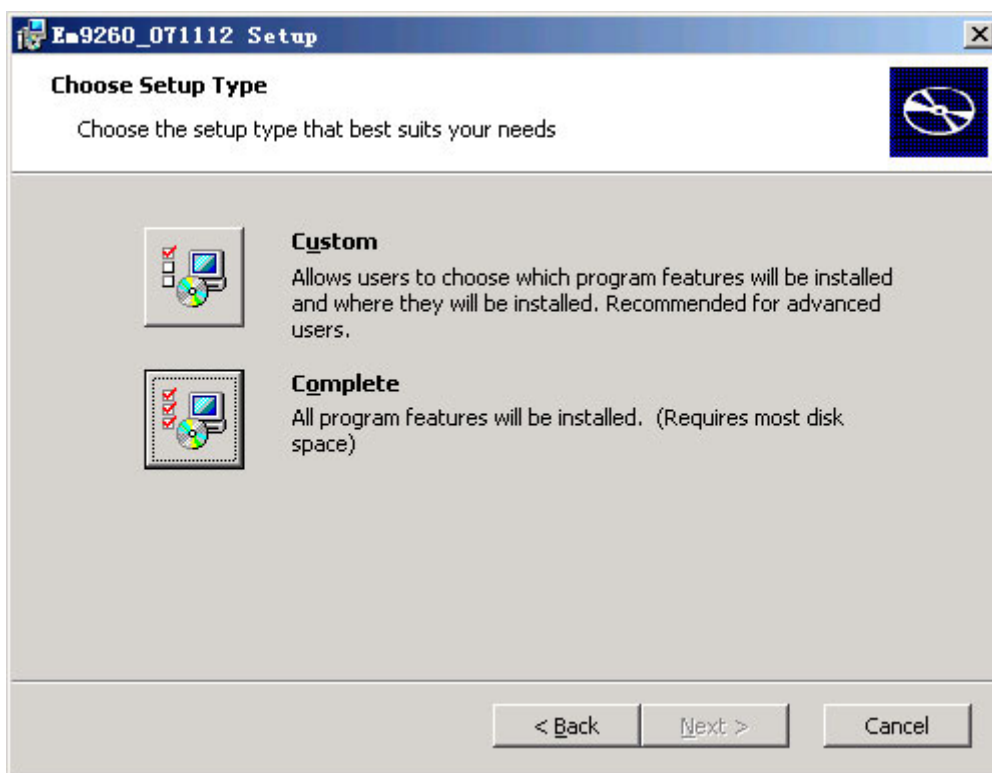 Em9260_071112 Setup
Choose Setup Type
Choose the setup type that best suits your needs
Custom
Allows users to choose which program features will be installed
and where they will be installed. Recommended for advanced
users.
Complete
All program features will be installed. (Requires most disk
space)
< Back
Next >
Cancel